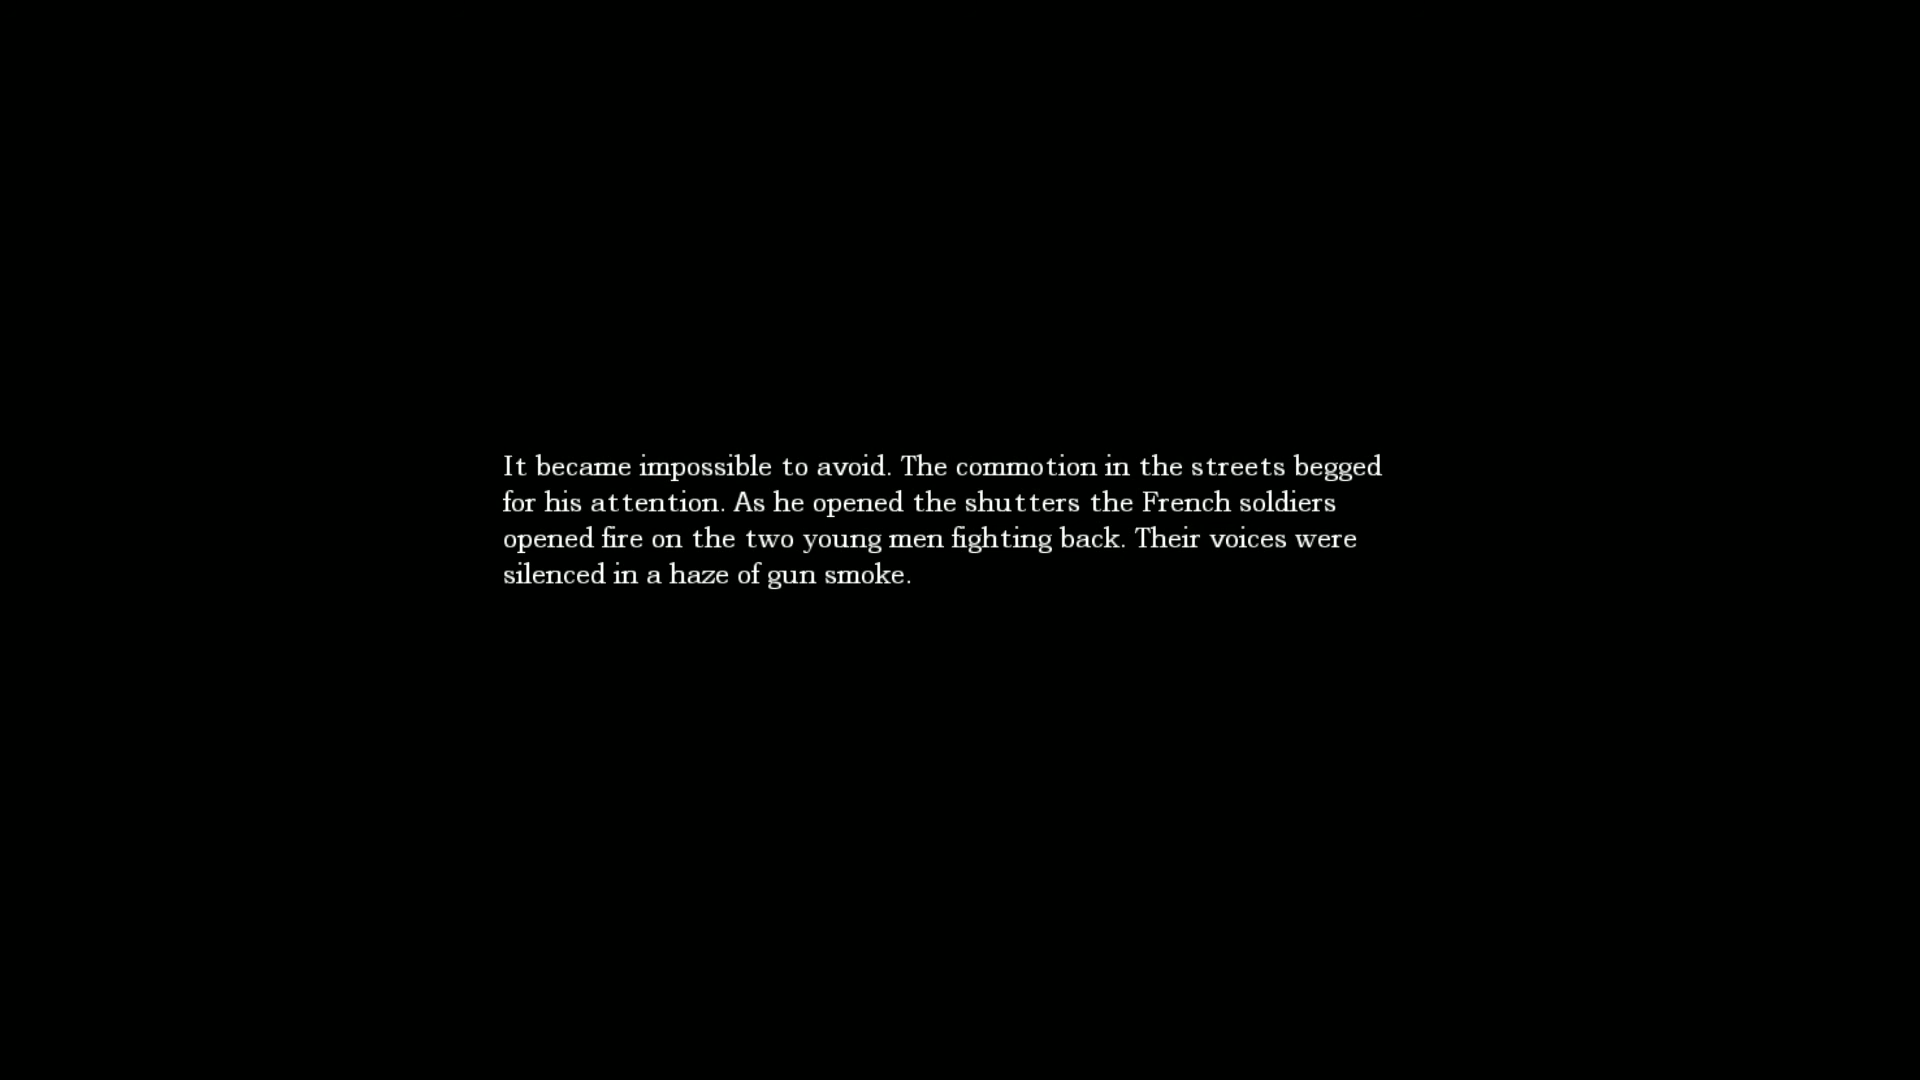 It became impossible to avoid. The commotion in the streets begged
for his attention. As he opened the shutters the French soldiers
opened fire on the two young men fighting back. Their voices were
silenced in a haze of gun smoke.